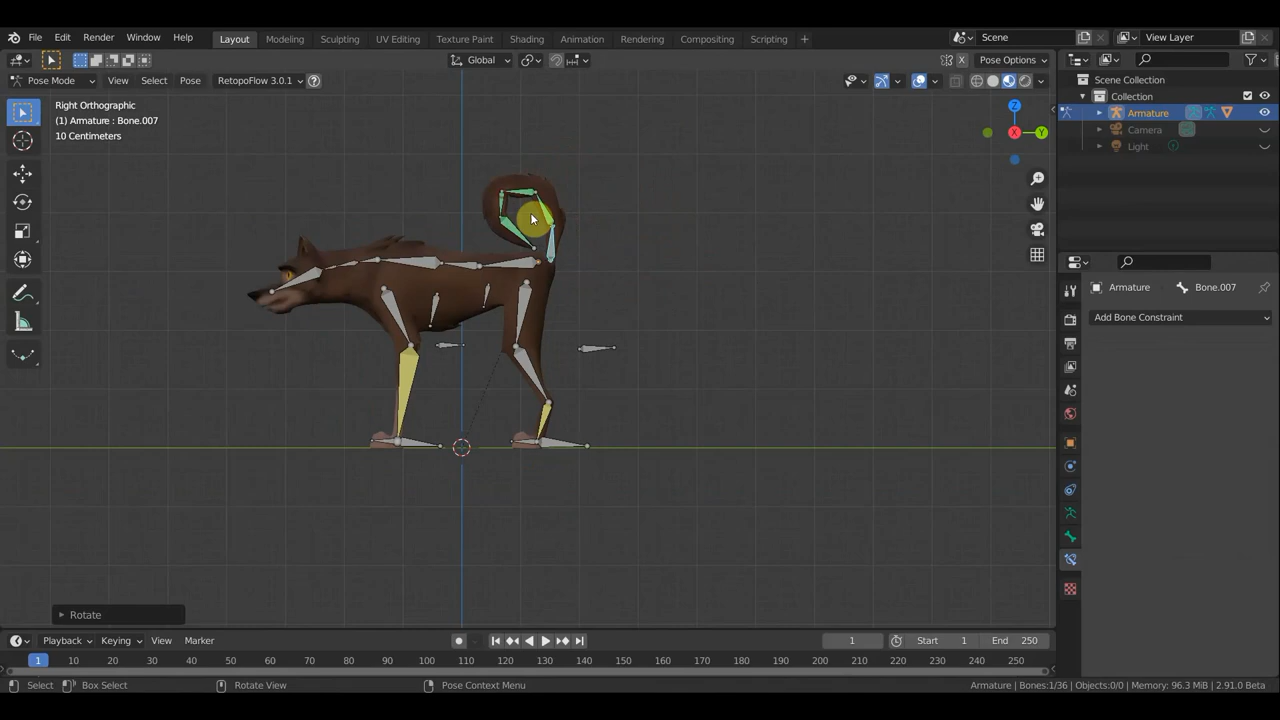 File Edit Render Window Help Layout Modeling Sculpting UV Editing Texture Paint Shading Animation Rendering Compositing Scripting + Scene View Layer
Global Pose Options
Pose Mode View Select Pose RetopoFlow 3.0.1
Scene Collection
Collection
Armature
Camera
Light
Right Orthographic
(1) Armature : Bone.007
10 Centimeters
Z
X
Y
Armature Bone.007
Add Bone Constraint
Rotate
Playback Keying View Marker 1 Start 1 End 250
1 10 20 30 40 50 60 70 80 90 100 110 120 130 140 150 160 170 180 190 200 210 220 230 240 250
Select Box Select Rotate View Pose Context Menu Armature | Bones:1/36 | Objects:0/0 | Memory: 96.3 MiB | 2.91.0 Beta